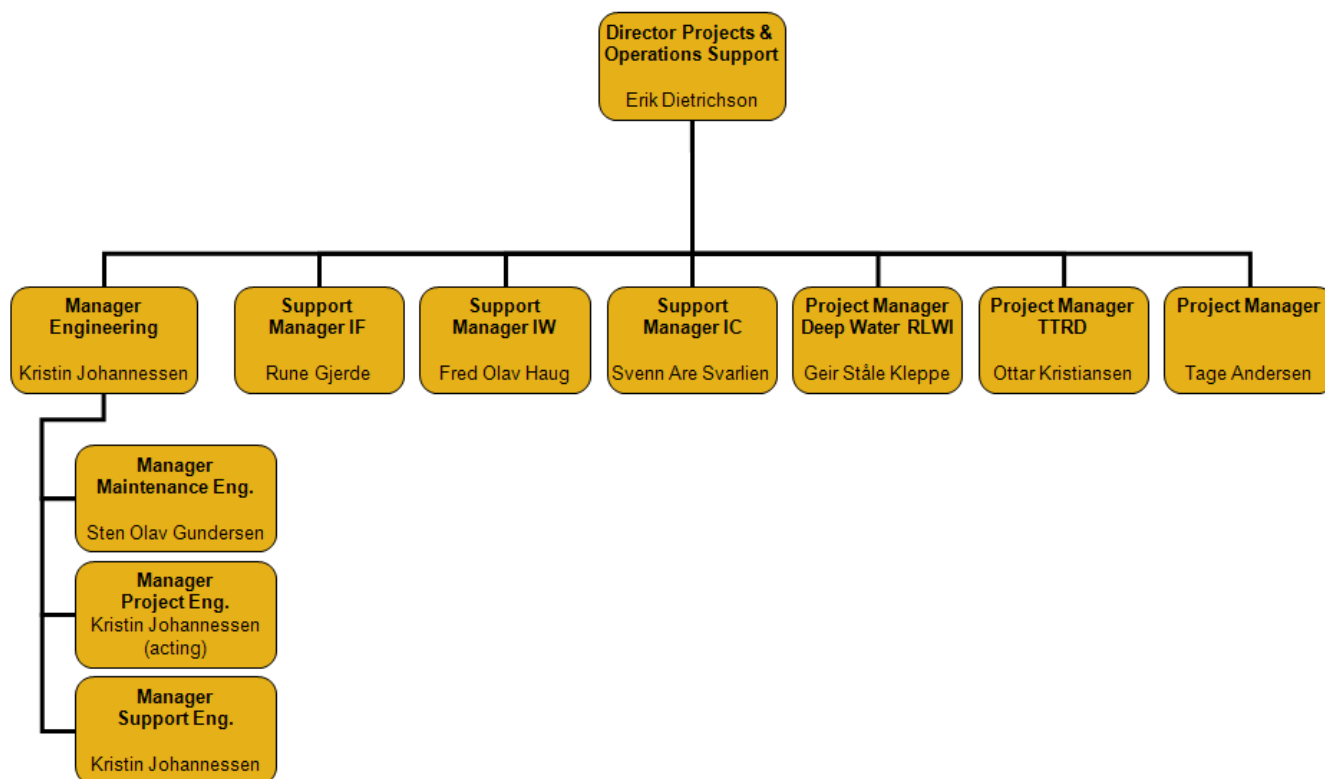 Director Projects &
Operations Support
Erik Dietrichson
Manager
Engineering
Kristin Johannessen
Support
Manager IF
Rune Gjerde
Support
Manager IW
Fred Olav Haug
Support
Manager IC
Svenn Are Svarlien
Project Manager
Deep Water RLWI
Geir Ståle Kleppe
Project Manager
TTRD
Ottar Kristiansen
Project Manager
Tage Andersen
Manager
Maintenance Eng.
Sten Olav Gundersen
Manager
Project Eng.
Kristin Johannessen
(acting)
Manager
Support Eng.
Kristin Johannessen